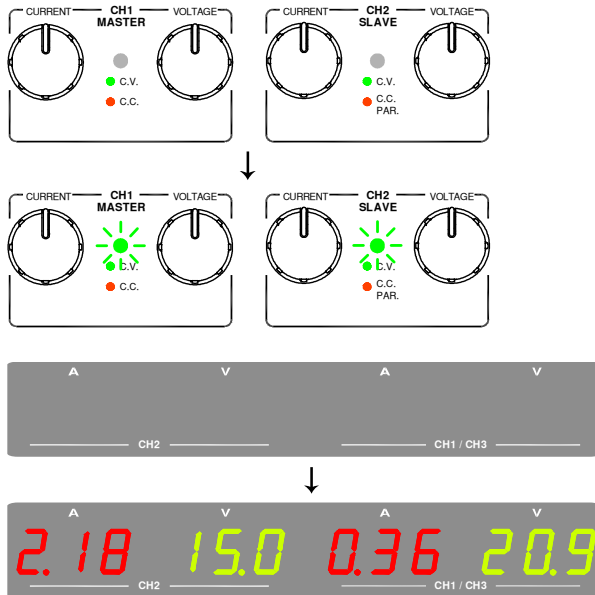 CURRENT CH1 VOLTAGE CURRENT CH2 VOLTAGE
MASTER SLAVE
C.V. C.V.
C.C. C.C.
PAR.
CURRENT CH1 VOLTAGE CURRENT CH2 VOLTAGE
MASTER SLAVE
C.V. C.V.
C.C. C.C.
PAR.
A V A V
CH2 CH1 / CH3
A V A V
2.18 15.0 0.36 20.9
CH2 CH1 / CH3